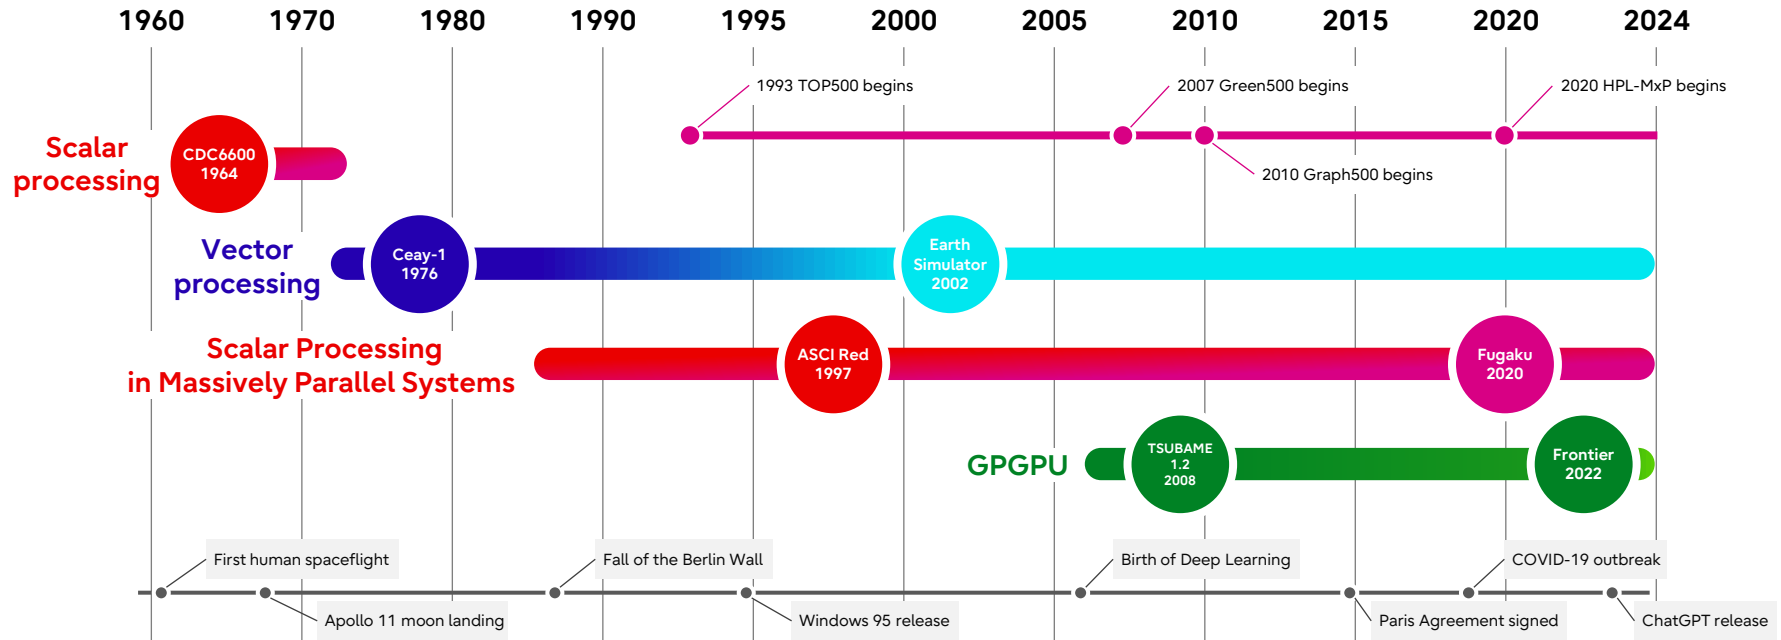 1960 1970 1980 1990 1995 2000 2005 2010 2015 2020 2024
1993 TOP500 begins
2007 Green500 begins
2020 HPL-MxP begins
2010 Graph500 begins
Scalar
processing
CDC6600
1964
Vector
processing
Ceay-1
1976
Earth
Simulator
2002
Scalar Processing
in Massively Parallel Systems
ASCI Red
1997
Fugaku
2020
GPGPU
TSUBAME
1.2
2008
Frontier
2022
First human spaceflight
Fall of the Berlin Wall
Birth of Deep Learning
COVID-19 outbreak
Apollo 11 moon landing
Windows 95 release
Paris Agreement signed
ChatGPT release